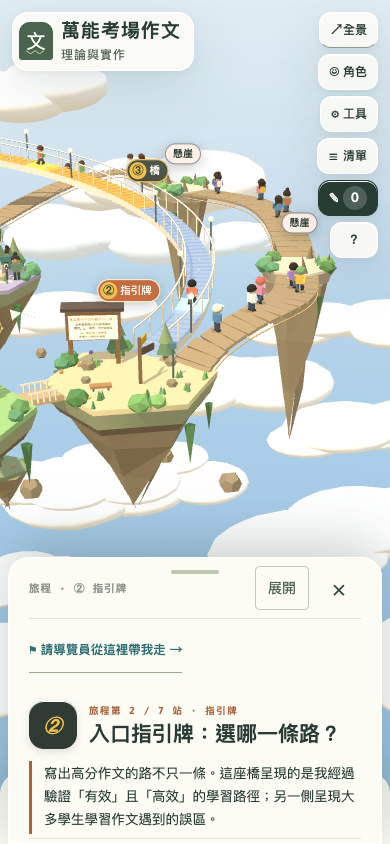 文
萬能考場作文
理論與實作
↗全景
☺ 角色
⚙ 工具
≡ 清單
✎ 0
?
懸崖
③ 橋
懸崖
② 指引牌
旅程 · ② 指引牌
展開
✕
⚑ 請導覽員從這裡帶我走 →
②
旅程第 2 / 7 站 · 指引牌
入口指引牌：選哪一條路？
寫出高分作文的路不只一條。這座橋呈現的是我經過
驗證「有效」且「高效」的學習路徑；另一側呈現大
多學生學習作文遇到的誤區。